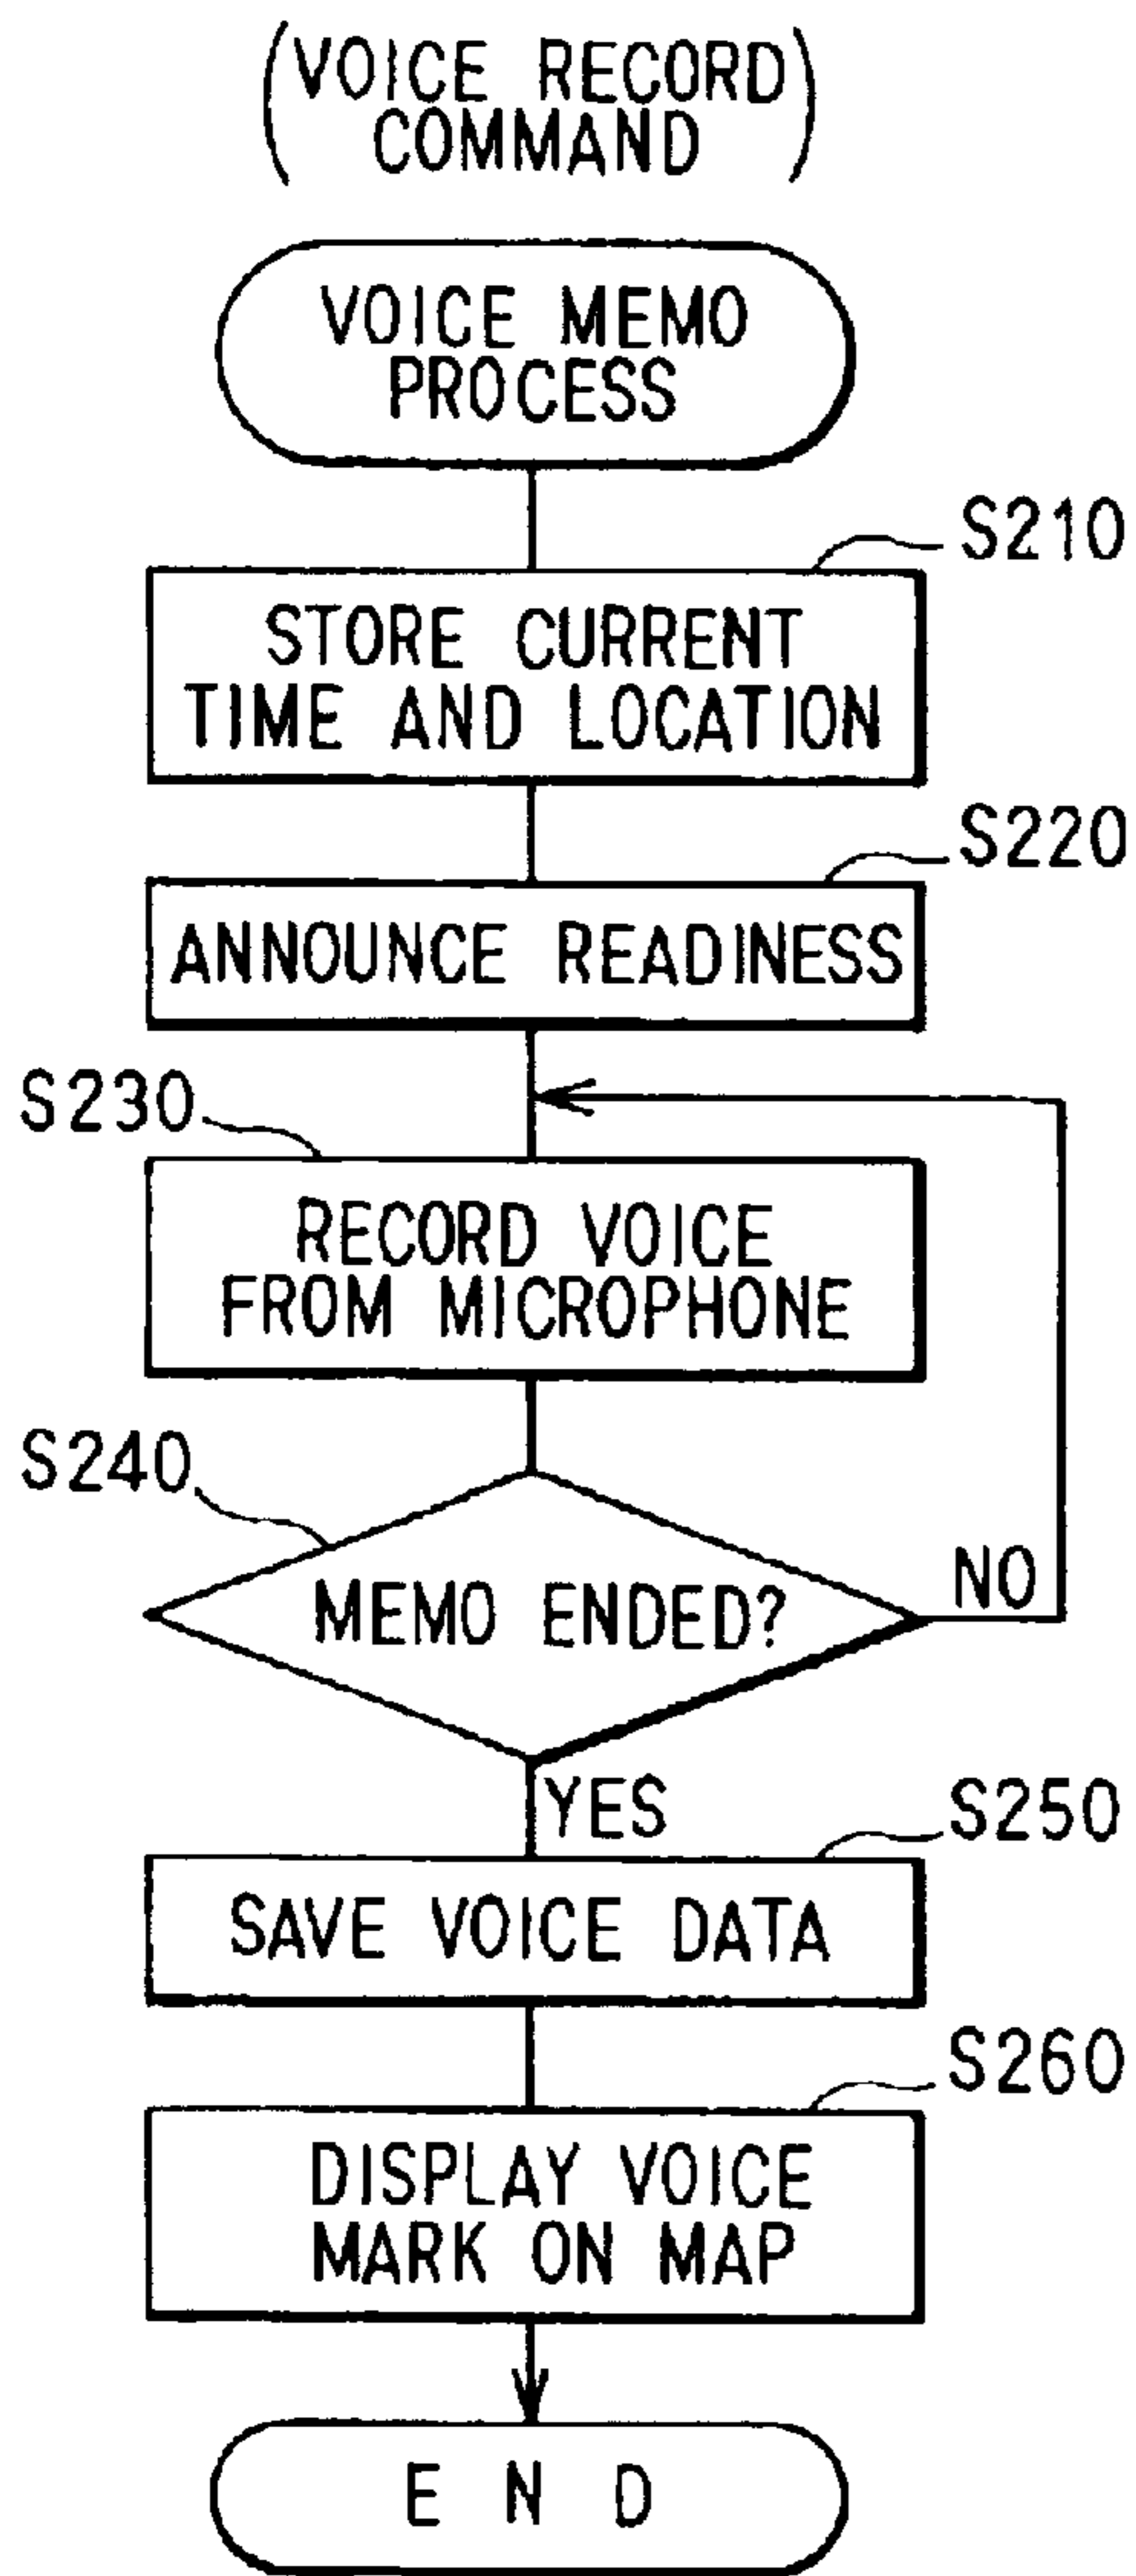 (VOICE RECORD
COMMAND)
VOICE MEMO
PROCESS
S210
STORE CURRENT
TIME AND LOCATION
S220
ANNOUNCE READINESS
S230
RECORD VOICE
FROM MICROPHONE
S240
MEMO ENDED?
NO
YES
S250
SAVE VOICE DATA
S260
DISPLAY VOICE
MARK ON MAP
END